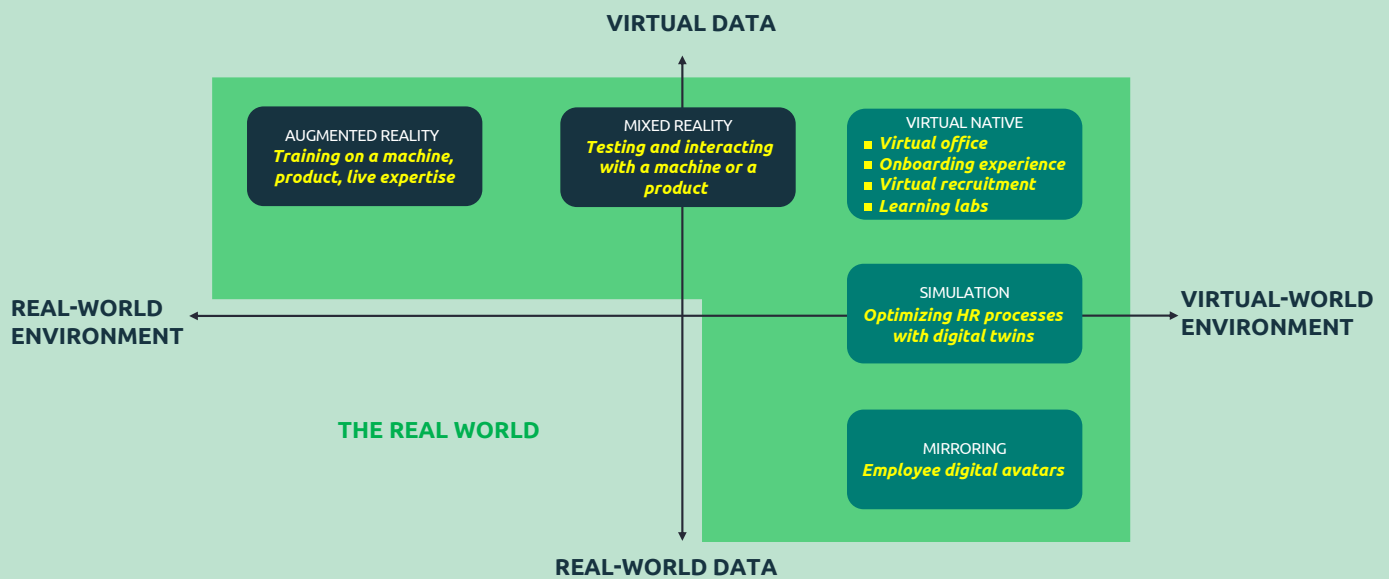 VIRTUAL DATA
AUGMENTED REALITY
Training on a machine,
product, live expertise
MIXED REALITY
Testing and interacting
with a machine or a
product
VIRTUAL NATIVE
Virtual office
Onboarding experience
Virtual recruitment
Learning labs
REAL-WORLD
ENVIRONMENT
SIMULATION
Optimizing HR processes
with digital twins
VIRTUAL-WORLD
ENVIRONMENT
THE REAL WORLD
MIRRORING
Employee digital avatars
REAL-WORLD DATA